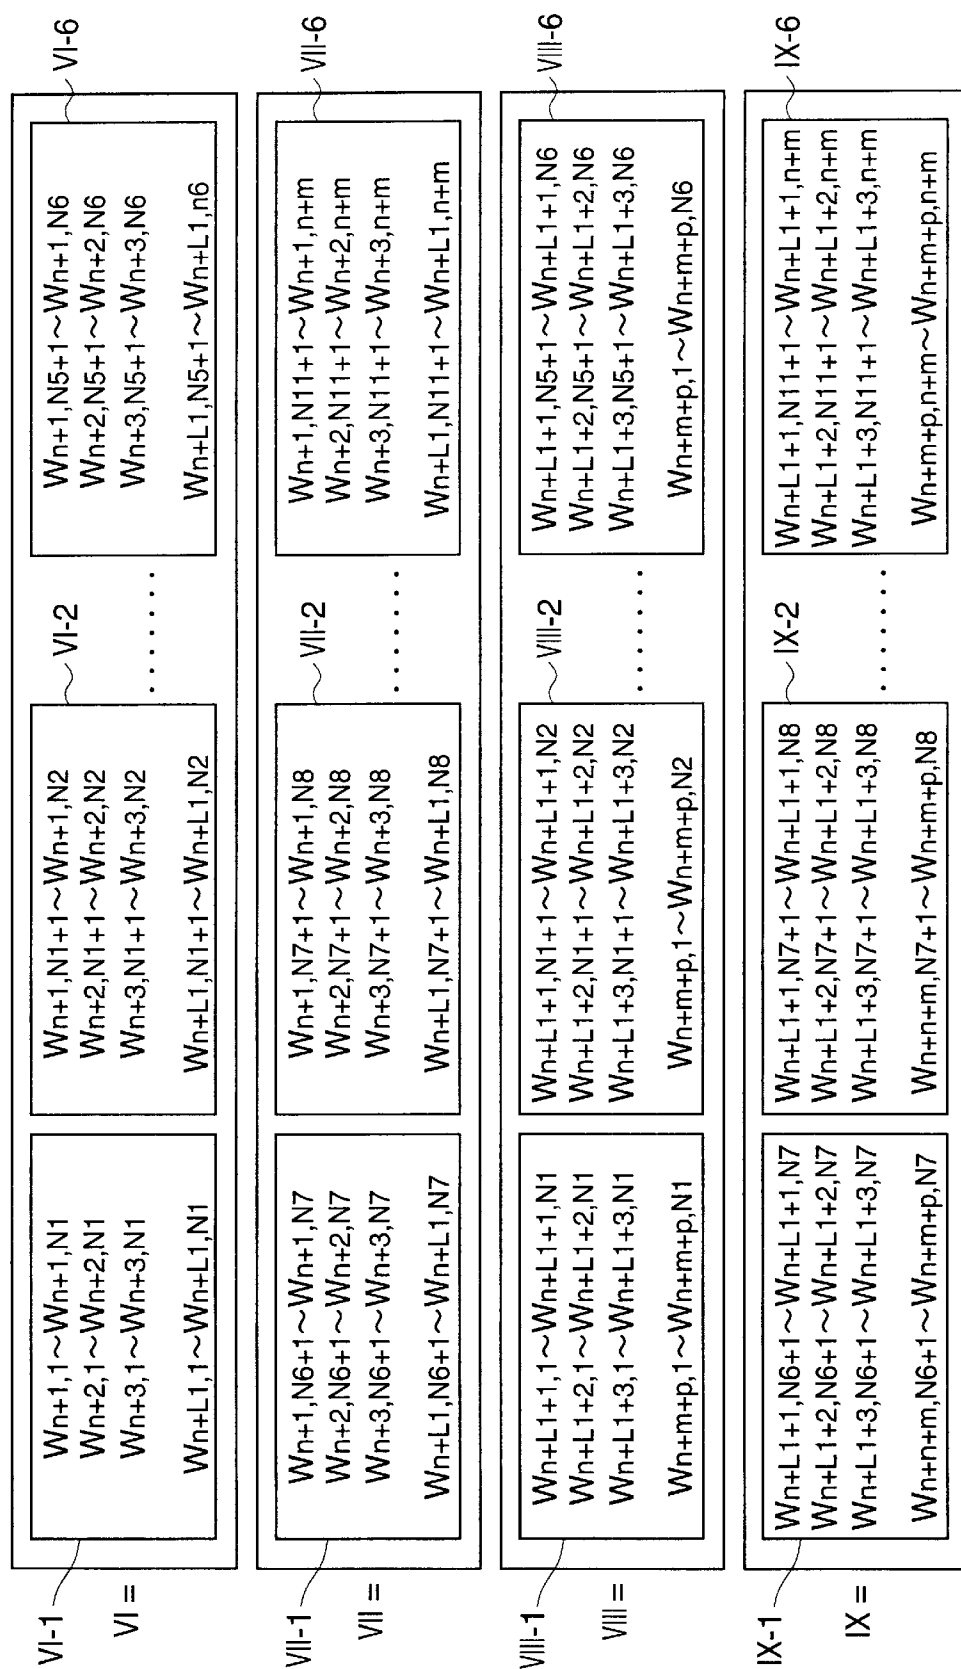 VI-1
VI-2
VI-6
VI =
Wn+1,1～Wn+1,N1
Wn+2,1～Wn+2,N1
Wn+3,1～Wn+3,N1
Wn+L1,1～Wn+L1,N1
Wn+1,N1+1～Wn+1,N2
Wn+2,N1+1～Wn+2,N2
Wn+3,N1+1～Wn+3,N2
Wn+L1,N1+1～Wn+L1,N2
.......
Wn+1,N5+1～Wn+1,N6
Wn+2,N5+1～Wn+2,N6
Wn+3,N5+1～Wn+3,N6
Wn+L1,N5+1～Wn+L1,n6
VII-1
VII-2
VII-6
VII =
Wn+1,N6+1～Wn+1,N7
Wn+2,N6+1～Wn+2,N7
Wn+3,N6+1～Wn+3,N7
Wn+L1,N6+1～Wn+L1,N7
Wn+1,N7+1～Wn+1,N8
Wn+2,N7+1～Wn+2,N8
Wn+3,N7+1～Wn+3,N8
Wn+L1,N7+1～Wn+L1,N8
.......
Wn+1,N11+1～Wn+1,n+m
Wn+2,N11+1～Wn+2,n+m
Wn+3,N11+1～Wn+3,n+m
Wn+L1,N11+1～Wn+L1,n+m
VIII-1
VIII-2
VIII-6
VIII =
Wn+L1+1,1～Wn+L1+1,N1
Wn+L1+2,1～Wn+L1+2,N1
Wn+L1+3,1～Wn+L1+3,N1
Wn+m+p,1～Wn+m+p,N1
Wn+L1+1,N1+1～Wn+L1+1,N2
Wn+L1+2,N1+1～Wn+L1+2,N2
Wn+L1+3,N1+1～Wn+L1+3,N2
Wn+m+p,1～Wn+m+p,N2
.......
Wn+L1+1,N5+1～Wn+L1+1,N6
Wn+L1+2,N5+1～Wn+L1+2,N6
Wn+L1+3,N5+1～Wn+L1+3,N6
Wn+m+p,1～Wn+m+p,N6
IX-1
IX-2
IX-6
IX =
Wn+L1+1,N6+1～Wn+L1+1,N7
Wn+L1+2,N6+1～Wn+L1+2,N7
Wn+L1+3,N6+1～Wn+L1+3,N7
Wn+n+m,N6+1～Wn+m+p,N7
Wn+L1+1,N7+1～Wn+L1+1,N8
Wn+L1+2,N7+1～Wn+L1+2,N8
Wn+L1+3,N7+1～Wn+L1+3,N8
Wn+n+m,N7+1～Wn+m+p,N8
.......
Wn+L1+1,N11+1～Wn+L1+1,n+m
Wn+L1+2,N11+1～Wn+L1+2,n+m
Wn+L1+3,N11+1～Wn+L1+3,n+m
Wn+m+p,n+m～Wn+m+p,n+m